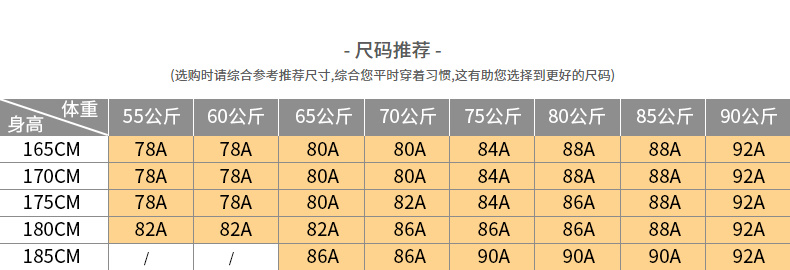 - 尺码推荐 -
(选购时请综合参考推荐尺寸,综合您平时穿着习惯,这有助您选择到更好的尺码)
体重 身高 55公斤 60公斤 65公斤 70公斤 75公斤 80公斤 85公斤 90公斤
165CM 78A 78A 80A 80A 84A 88A 88A 92A
170CM 78A 78A 80A 80A 84A 88A 88A 92A
175CM 78A 78A 80A 82A 84A 86A 88A 92A
180CM 82A 82A 82A 86A 86A 86A 88A 92A
185CM / / 86A 86A 90A 90A 90A 92A